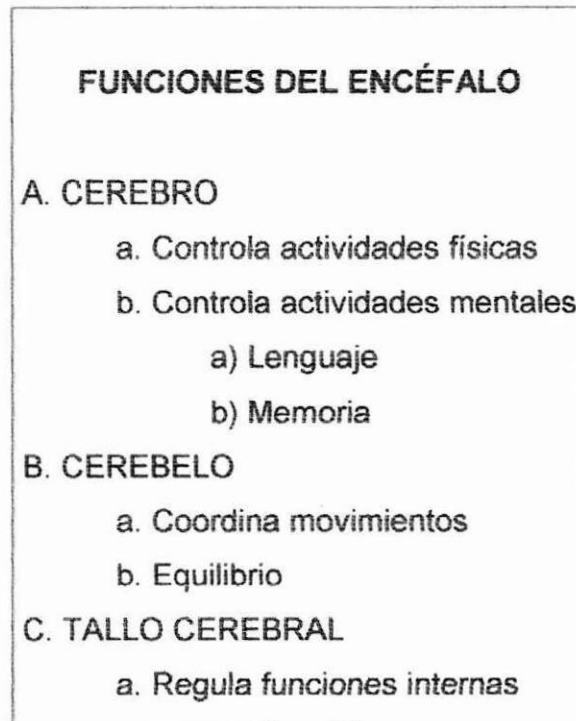 FUNCIONES DEL ENCÉFALO
A. CEREBRO
a. Controla actividades físicas
b. Controla actividades mentales
a) Lenguaje
b) Memoria
B. CEREBELO
a. Coordina movimientos
b. Equilibrio
C. TALLO CEREBRAL
a. Regula funciones internas